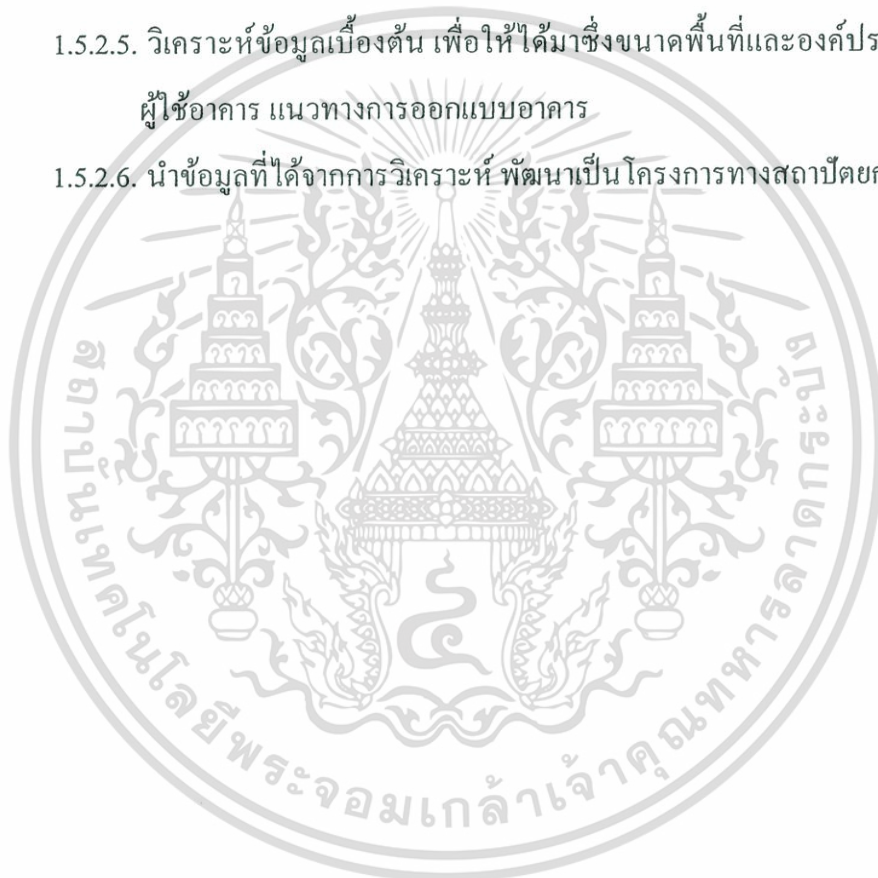 1.5.2.5. วิเคราะห์ข้อมูลเบื้องต้น เพื่อให้ได้มาซึ่งขนาดพื้นที่และองค์ปร
ผู้ใช้อาคาร แนวทางการออกแบบอาคาร
1.5.2.6. นำข้อมูลที่ได้จากการวิเคราะห์ พัฒนาเป็นโครงการทางสถาปัตยก
สถาบันเทคโนโลยีพระจอมเกล้าเจ้าคุณทหารลาดกระบัง
๔